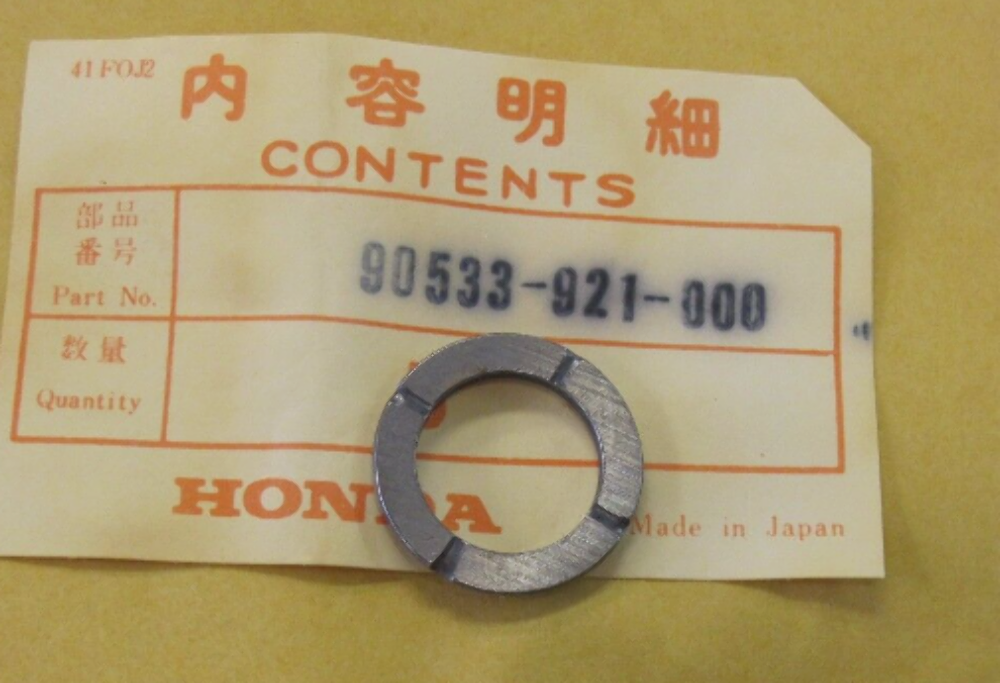 41FOJ2
内容明細
CONTENTS
部品
番号
Part No.
90533-921-000
数量
Quantity
HONDA
Made in Japan